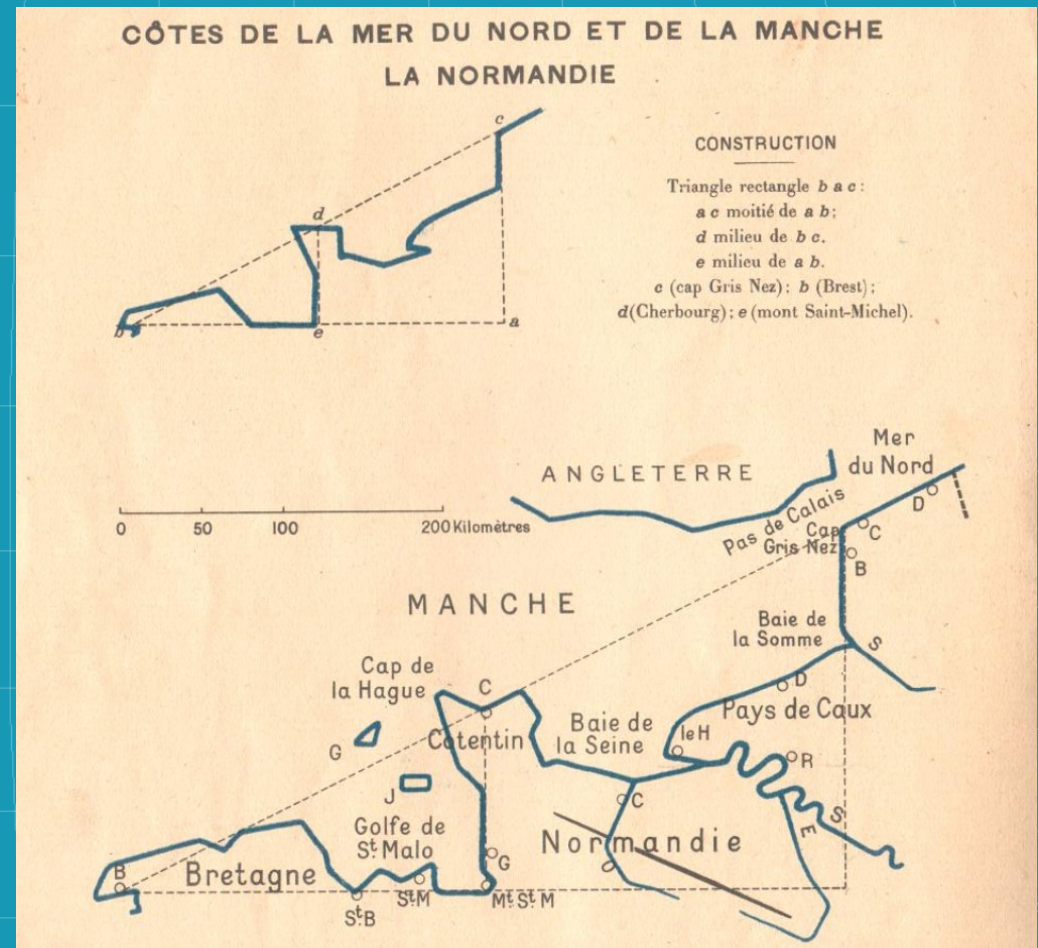 CÔTES DE LA MER DU NORD ET DE LA MANCHE
LA NORMANDIE
c
d
b
e
a
CONSTRUCTION
Triangle rectangle b a c :
a c moitié de a b ;
d milieu de b c.
e milieu de a b.
c (cap Gris Nez) ; b (Brest) ;
d (Cherbourg) ; e (mont Saint-Michel).
Mer
du Nord
ANGLETERRE
D
0 50 100 200 Kilomètres
Pas de Calais
Cap
Gris Nez
C
B
MANCHE
Baie de
la Somme
S
Cap de
la Hague
C
D
Pays de Caux
G
Cotentin
Baie de
la Seine
le H
R
J
C
S
E
Golfe de
St Malo
Normandie
G
O
B
Bretagne
St B
St M
Mt St M